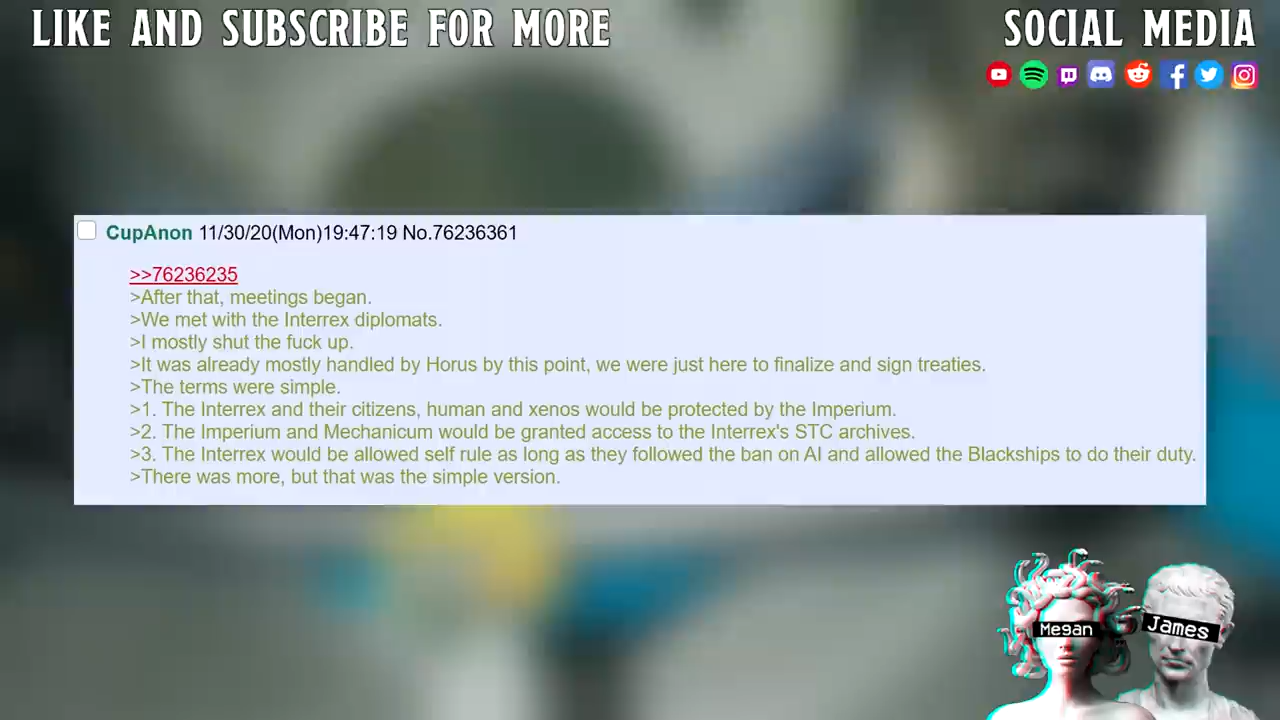 LIKE AND SUBSCRIBE FOR MORE
SOCIAL MEDIA
CupAnon 11/30/20(Mon)19:47:19 No.76236361
>>76236235
>After that, meetings began.
>We met with the Interrex diplomats.
>I mostly shut the fuck up.
>It was already mostly handled by Horus by this point, we were just here to finalize and sign treaties.
>The terms were simple.
>1. The Interrex and their citizens, human and xenos would be protected by the Imperium.
>2. The Imperium and Mechanicum would be granted access to the Interrex's STC archives.
>3. The Interrex would be allowed self rule as long as they followed the ban on AI and allowed the Blackships to do their duty.
>There was more, but that was the simple version.
Megan
James